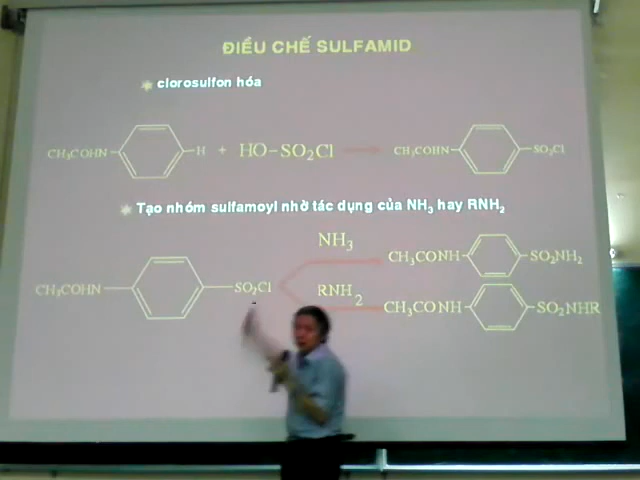 ĐIỀU CHẾ SULFAMID
clorosulfon hóa
CH₃COHN H + HO–SO₂Cl CH₃COHN SO₂Cl
Tạo nhóm sulfamoyl nhờ tác dụng của NH₃ hay RNH₂
NH₃
CH₃CONH SO₂NH₂
CH₃COHN SO₂Cl
RNH₂
CH₃CONH SO₂NHR